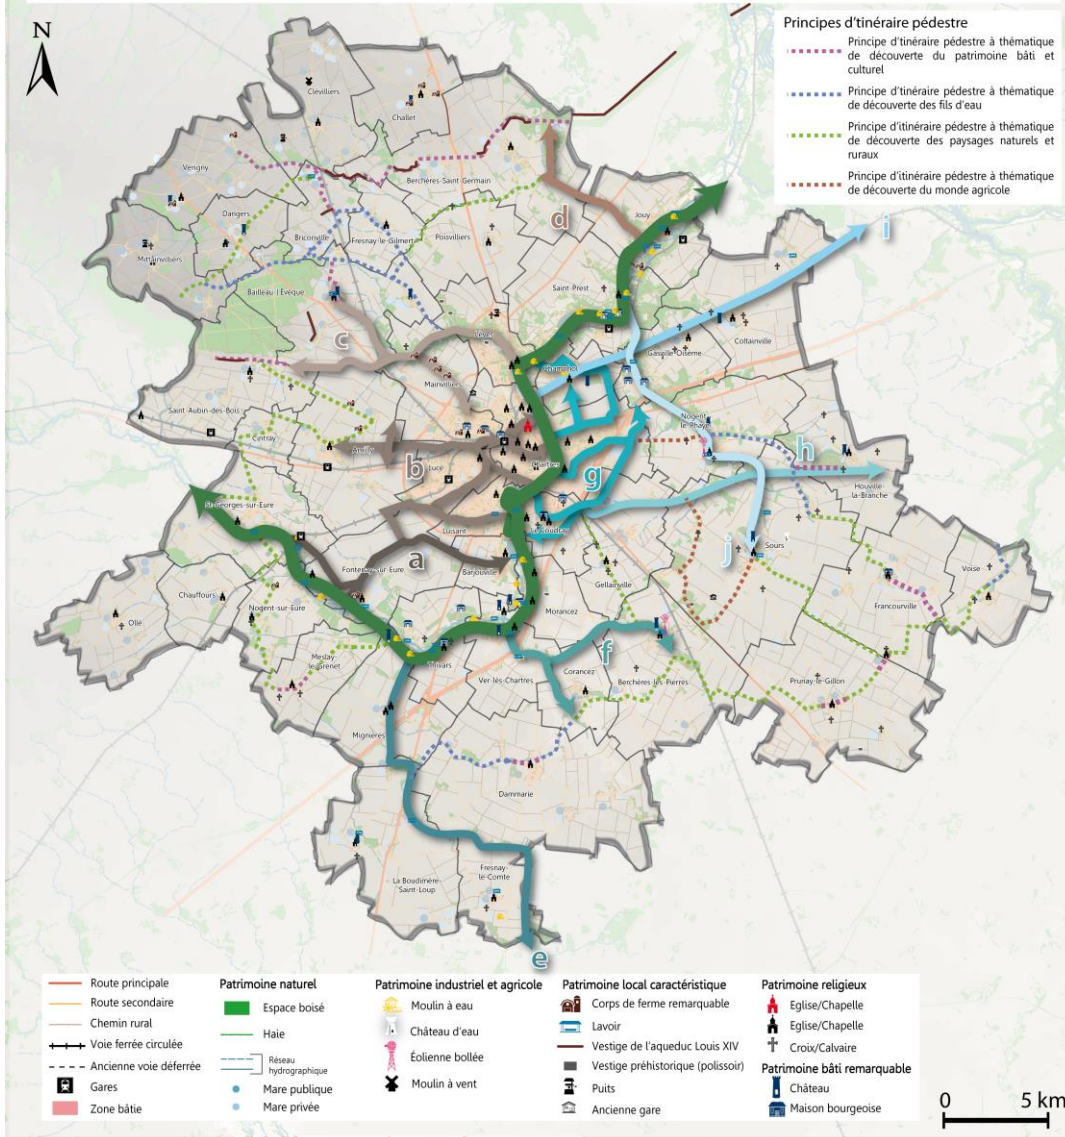 N
Principes d'tinéraire pédestre
Principe d'tinéraire pédestre à thématique
de découverte du patrimoine bâti et
culturel
Principe d'itinéraire pédestre à thématique
de découverte des fils d'eau
Principe d'itinéraire pédestre à thématique
de découverte des paysages naturels et
ruraux
Principe d'itinéraire pédestre à thématique
de découverte du monde agricole
Clévilliers
Challet
Vérigny
Berchères-Saint-Germain
Jouy
d
i
Dangers
Briconville
Fresnay-le-Gilmert
Poisvilliers
Mittainvilliers
Bailleau-l'Évêque
Saint-Prest
c
Lèves
Champhol
Gasville-Oisème
Coltainville
Mainvilliers
Saint-Aubin-des-Bois
Cintray
Amilly
b
Lucé
Chartres
g
Nogent
le-Phaye
h
Houville-
la-Branche
St-Georges-sur-Eure
Luisant
Le Coudray
a
Fontenay-sur-Eure
Barjouville
Gellainville
j
Sours
Voise
Chauffours
Ollé
Nogent-sur-Eure
Morancez
Francourville
Meslay-
le-Grenet
Thivars
Ver-lès-Chartres
f
Corancez
Berchères-les-Pierres
Prunay-le-Gillon
Mignières
Dammarie
La Boudinière-
Saint-Loup
Fresnay-
le-Comte
e
Route principale
Route secondaire
Chemin rural
Voie ferrée circulée
Ancienne voie déferrée
Gares
Zone bâtie
Patrimoine naturel
Espace boisé
Haie
Réseau
hydrographique
Mare publique
Mare privée
Patrimoine industriel et agricole
Moulin à eau
Château d'eau
Éolienne bollée
Moulin à vent
Patrimoine local caractéristique
Corps de ferme remarquable
Lavoir
Vestige de l'aqueduc Louis XIV
Vestige préhistorique (polissoir)
Puits
Ancienne gare
Patrimoine religieux
Eglise/Chapelle
Eglise/Chapelle
Croix/Calvaire
Patrimoine bâti remarquable
Château
Maison bourgeoise
0 5 km